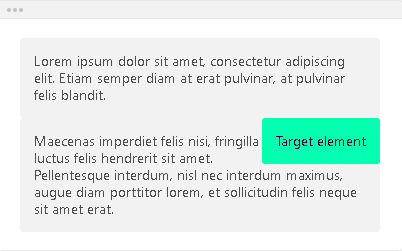 Lorem ipsum dolor sit amet, consectetur adipiscing
elit. Etiam semper diam at erat pulvinar, at pulvinar
felis blandit.
Maecenas imperdiet felis nisi, fringilla
Target element
luctus felis hendrerit sit amet.
Pellentesque interdum, nisl nec interdum maximus,
augue diam porttitor lorem, et sollicitudin felis neque
sit amet erat.